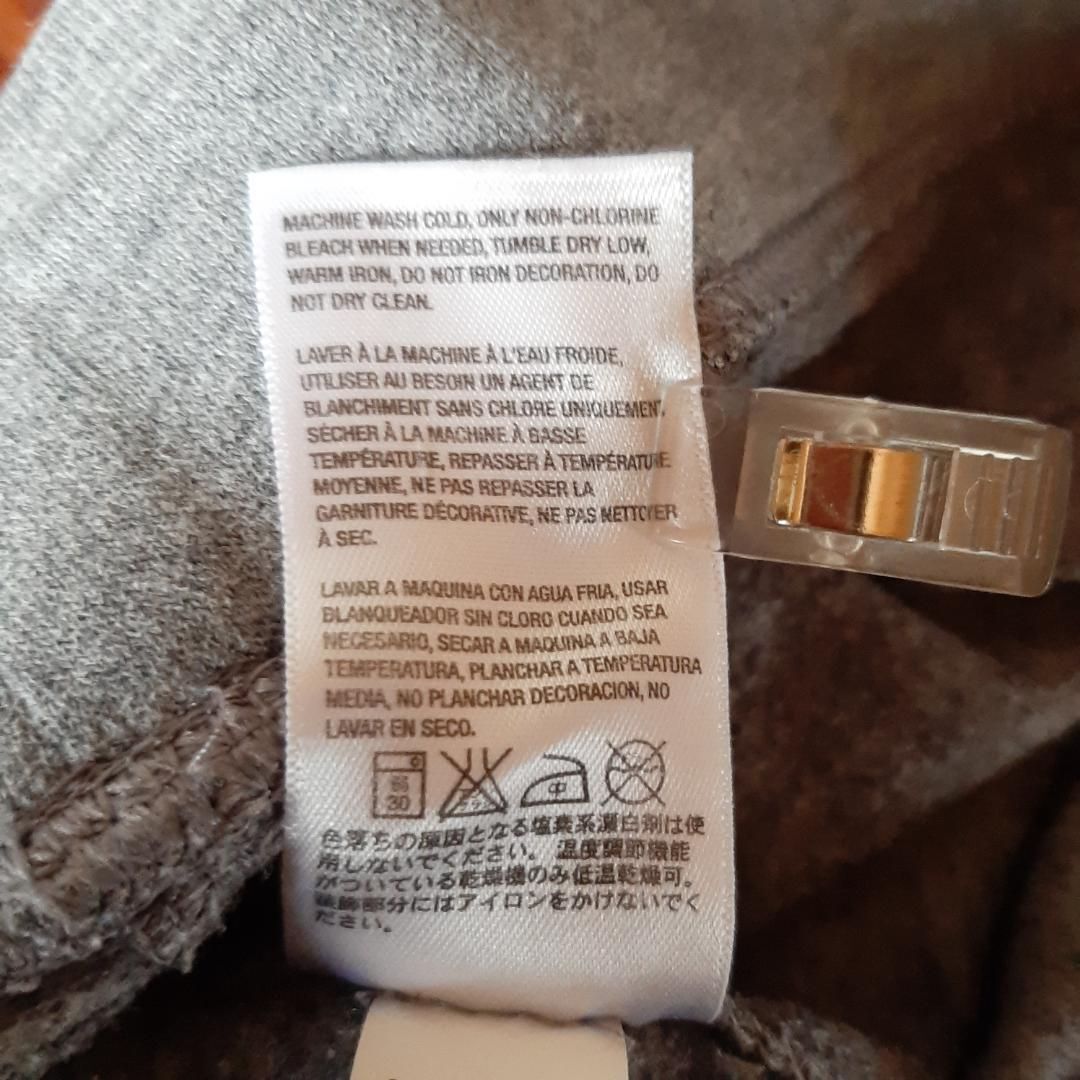 MACHINE WASH COLD, ONLY NON-CHLORINE
BLEACH WHEN NEEDED, TUMBLE DRY LOW,
WARM IRON, DO NOT IRON DECORATION, DO
NOT DRY CLEAN.
LAVER À LA MACHINE À L'EAU FROIDE,
UTILISER AU BESOIN UN AGENT DE
BLANCHIMENT SANS CHLORE UNIQUEMENT,
SÉCHER À LA MACHINE À BASSE
TEMPÉRATURE, REPASSER À TEMPÉRATURE
MOYENNE, NE PAS REPASSER LA
GARNITURE DÉCORATIVE, NE PAS NETTOYER
À SEC.
LAVAR A MAQUINA CON AGUA FRIA, USAR
BLANQUEADOR SIN CLORO CUANDO SEA
NECESARIO, SECAR A MAQUINA A BAJA
TEMPERATURA, PLANCHAR A TEMPERATURA
MEDIA, NO PLANCHAR DECORACION, NO
LAVAR EN SECO.
弱 30 中
色落ちの原因となる塩素系漂白剤は使
用しないでください。温度調節機能
がついている乾燥機のみ低温乾燥可。
装飾部分にはアイロンをかけないでく
ださい。